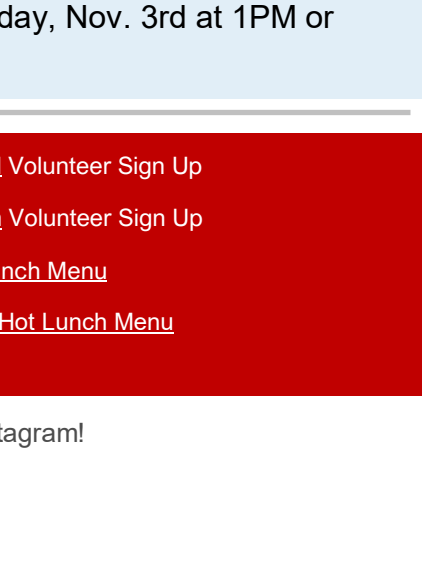 day, Nov. 3rd at 1PM or
Volunteer Sign Up
Volunteer Sign Up
nch Menu
Hot Lunch Menu
tagram!